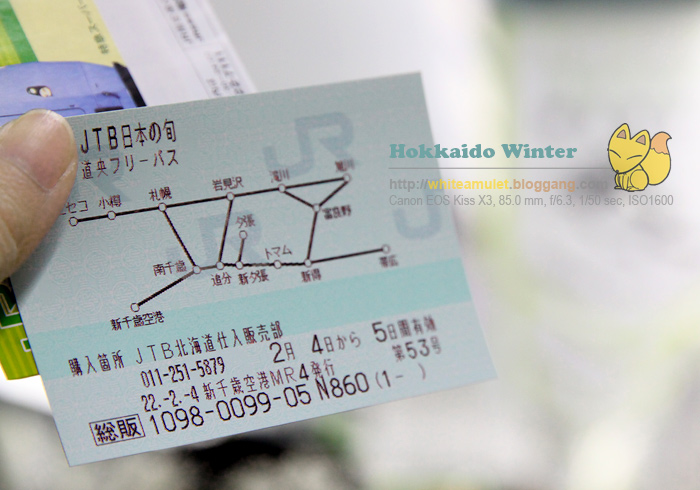 JTB日本の旬
道央フリーパス
セコ 小樽 札幌 岩見沢 滝川 富良野
夕張
南千歳 追分 新夕張 トマム 新得 帯広
新千歳空港
購入箇所 JTB北海道仕入販売部
011-251-5879
2月 4日から 5日間有効
22.-2.-4 新千歳空港MR4発行 第53号
総販 1098-0099-05 N860 (1- )
JR
JR
J
Hokkaido Winter
http://whiteamulet.bloggang.com
Canon EOS Kiss X3, 85.0 mm, f/6.3, 1/50 sec, ISO1600